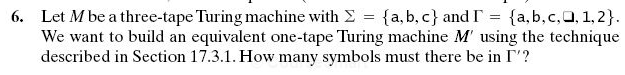 6. Let M be a three-tape Turing machine with Σ = {a,b,c} and Γ = {a,b,c,❑,1,2}.
We want to build an equivalent one-tape Turing machine M′ using the technique
described in Section 17.3.1. How many symbols must there be in Γ′?